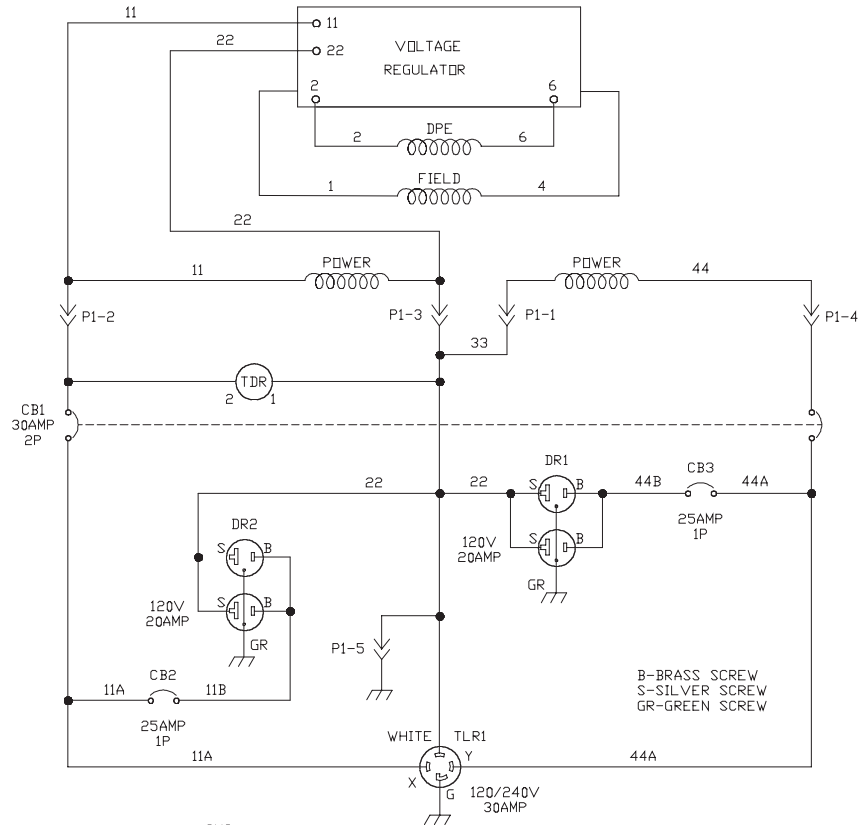 11
11
22
22
VOLTAGE
REGULATOR
2
6
DPE
2
6
FIELD
1
4
22
11
POWER
POWER
44
P1-2
P1-3
P1-1
P1-4
33
TDR
2
1
CB1
30AMP
2P
22
22
DR1
S
B
44B
CB3
44A
25AMP
1P
DR2
S
B
S
B
120V
20AMP
GR
120V
20AMP
S
B
GR
P1-5
CB2
11A
11B
25AMP
1P
B-BRASS SCREW
S-SILVER SCREW
GR-GREEN SCREW
WHITE
TLR1
11A
Y
44A
X
G
120/240V
30AMP